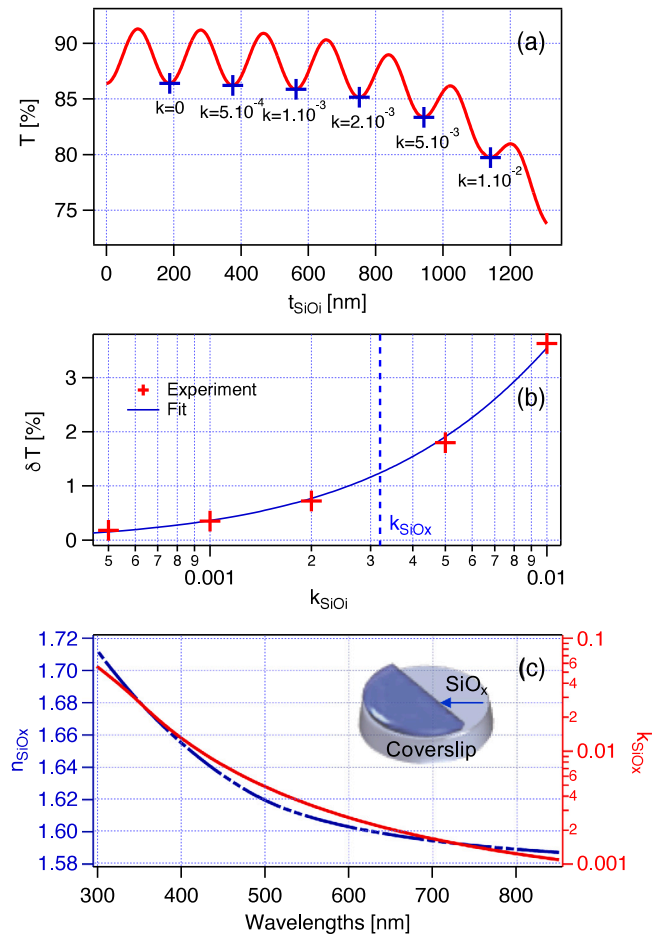 (a)
90
85
80
75
T [%]
k=0
k=5.10⁻⁴
k=1.10⁻³
k=2.10⁻³
k=5.10⁻³
k=1.10⁻²
0 200 400 600 800 1000 1200
t_SiOi [nm]
(b)
3
2
1
0
δT [%]
Experiment
Fit
k_SiOx
5 6 7 8 9 2 3 4 5 6 7 8 9
0.001 0.01
k_SiOi
(c)
1.72
1.70
1.68
1.66
1.64
1.62
1.60
1.58
n_SiOx
SiOₓ
Coverslip
0.1
6
4
2
0.01
6
4
2
0.001
k_SiOx
300 400 500 600 700 800
Wavelengths [nm]